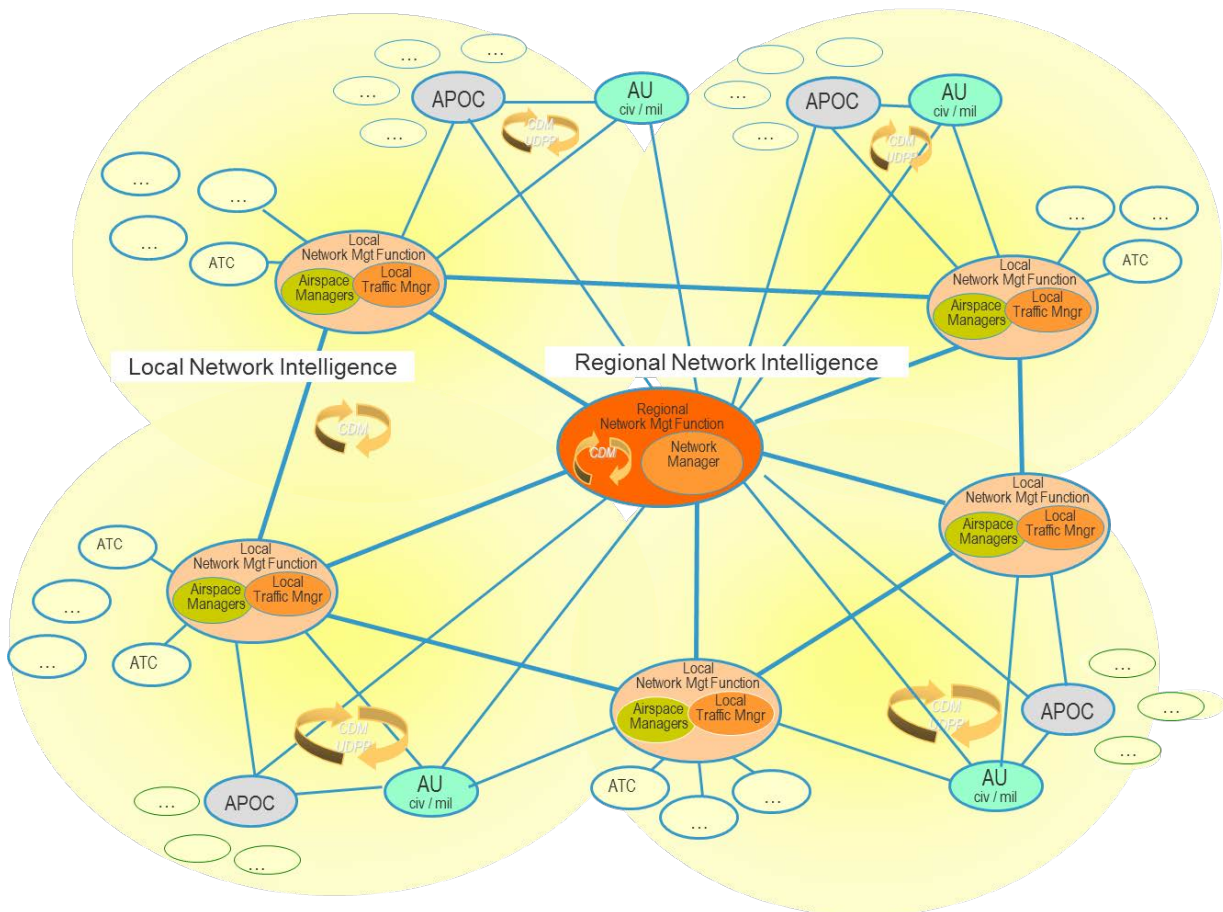 ...
...
...
...
APOC
AU
civ / mil
CDM
UDPP
...
...
APOC
AU
civ / mil
CDM
UDPP
...
...
...
...
ATC
Local
Network Mgt Function
Airspace
Managers
Local
Traffic Mngr
...
...
ATC
Local
Network Mgt Function
Airspace
Managers
Local
Traffic Mngr
Local Network Intelligence
Regional Network Intelligence
CDM
Regional
Network Mgt Function
CDM
Network
Manager
Local
Network Mgt Function
Airspace
Managers
Local
Traffic Mngr
ATC
...
...
ATC
Local
Network Mgt Function
Airspace
Managers
Local
Traffic Mngr
Local
Network Mgt Function
Airspace
Managers
Local
Traffic Mngr
CDM
UDPP
CDM
UDPP
APOC
...
...
...
AU
civ / mil
ATC
...
...
APOC
AU
civ / mil
...
...
...